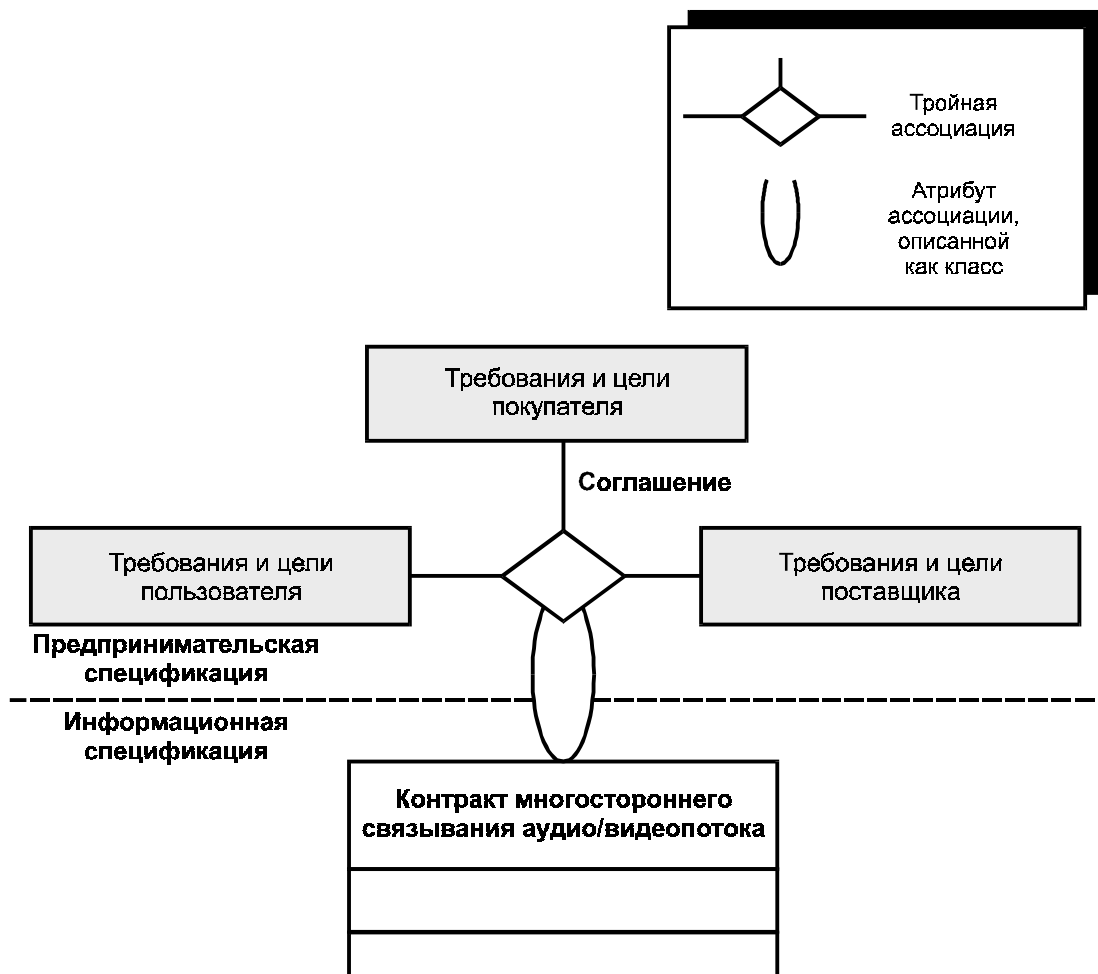 Тройная
ассоциация
Атрибут
ассоциации,
описанной
как класс
Требования и цели
покупателя
Соглашение
Требования и цели
пользователя
Требования и цели
поставщика
Предпринимательская
спецификация
Информационная
спецификация
Контракт многостороннего
связывания аудио/видеопотока